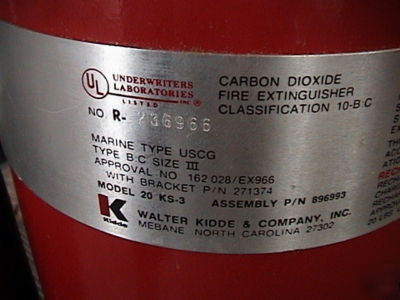 UL
UNDERWRITERS
LABORATORIES
INC.®
LISTED
CARBON DIOXIDE
FIRE EXTINGUISHER
CLASSIFICATION 10-B:C
NO. R- 236966
MARINE TYPE USCG
TYPE B:C SIZE III
APPROVAL NO 162 028/EX966
WITH BRACKET P/N 271374
MODEL 20 KS-3 ASSEMBLY P/N 896993
K
Kidde
WALTER KIDDE & COMPANY, INC.
MEBANE NORTH CAROLINA 27302